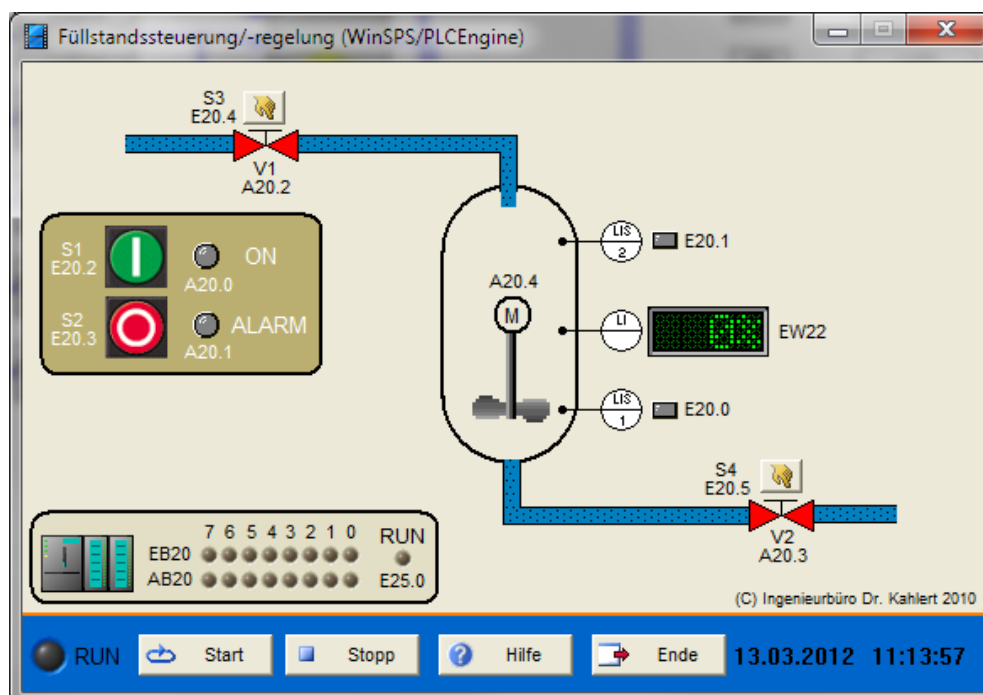 Füllstandssteuerung/-regelung (WinSPS/PLCEngine)
S3
E20.4
V1
A20.2
S1
E20.2
ON
A20.0
S2
E20.3
ALARM
A20.1
LIS
2
E20.1
A20.4
M
LI
0%
EW22
LIS
1
E20.0
S4
E20.5
V2
A20.3
7 6 5 4 3 2 1 0 RUN
EB20
AB20
E25.0
(C) Ingenieurbüro Dr. Kahlert 2010
RUN Start Stopp Hilfe Ende 13.03.2012 11:13:57